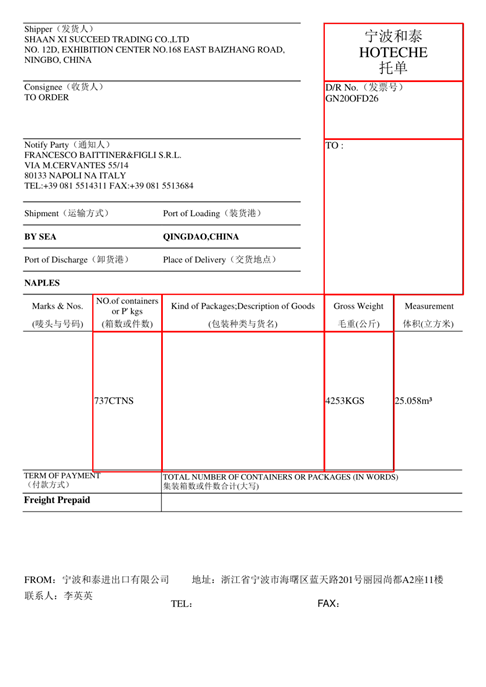 Shipper（发货人）
SHAAN XI SUCCEED TRADING CO.,LTD
NO. 12D, EXHIBITION CENTER NO.168 EAST BAIZHANG ROAD,
NINGBO, CHINA
宁波和泰
HOTECHE
托单
Consignee（收货人）
TO ORDER
D/R No.（发票号）
GN20OFD26
Notify Party（通知人）
FRANCESCO BAITTINER&FIGLI S.R.L.
VIA M.CERVANTES 55/14
80133 NAPOLI NA ITALY
TEL:+39 081 5514311 FAX:+39 081 5513684
TO :
Shipment（运输方式） Port of Loading（装货港）
BY SEA QINGDAO,CHINA
Port of Discharge（卸货港） Place of Delivery（交货地点）
NAPLES
Marks & Nos.
(唛头与号码)
NO.of containers
or P' kgs
(箱数或件数)
Kind of Packages;Description of Goods
(包装种类与货名)
Gross Weight
毛重(公斤)
Measurement
体积(立方米)
737CTNS 4253KGS 25.058m³
TERM OF PAYMENT
（付款方式）
TOTAL NUMBER OF CONTAINERS OR PACKAGES (IN WORDS)
集装箱数或件数合计(大写)
Freight Prepaid
FROM：宁波和泰进出口有限公司 地址：浙江省宁波市海曙区蓝天路201号丽园尚都A2座11楼
联系人：李英英
TEL： FAX：